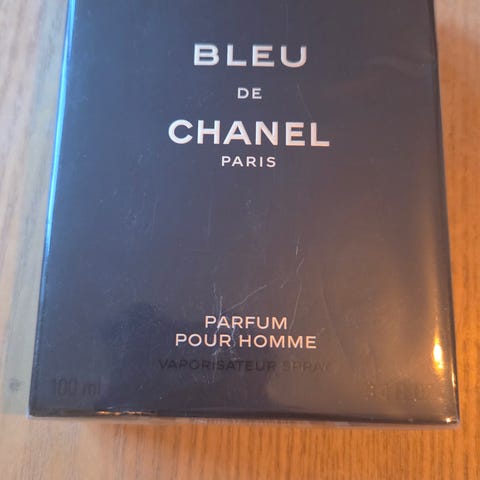 BLEU
DE
CHANEL
PARIS
PARFUM
POUR HOMME
VAPORISATEUR SPRAY
100 ml